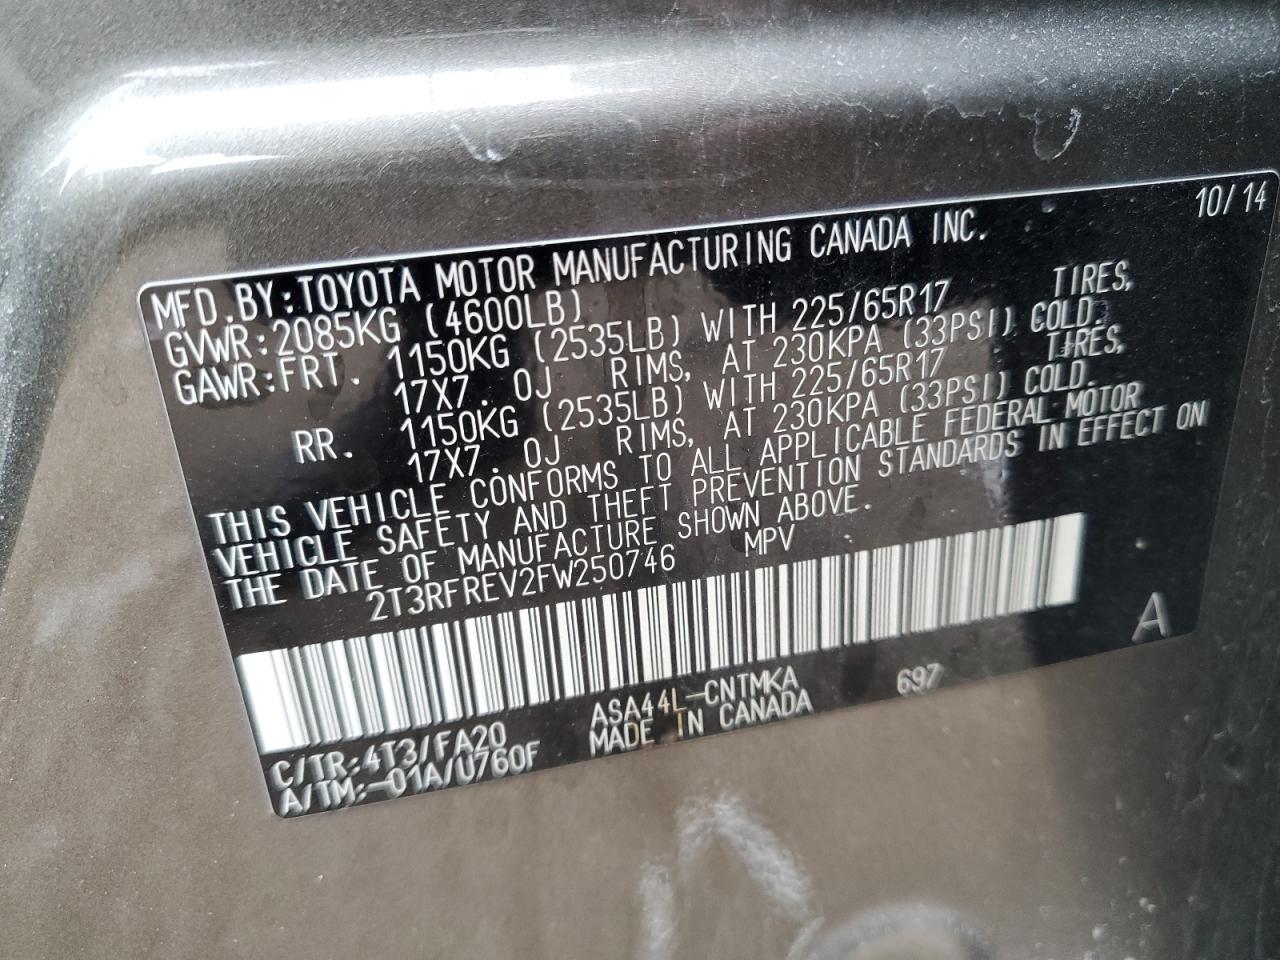 10/14
MFD.BY:TOYOTA MOTOR MANUFACTURING CANADA INC.
GVWR:2085KG (4600LB)
GAWR:FRT. 1150KG (2535LB) WITH 225/65R17 TIRES,
17X7.0J RIMS, AT 230KPA (33PSI) COLD.
RR. 1150KG (2535LB) WITH 225/65R17 TIRES,
17X7.0J RIMS, AT 230KPA (33PSI) COLD.
THIS VEHICLE CONFORMS TO ALL APPLICABLE FEDERAL MOTOR
VEHICLE SAFETY AND THEFT PREVENTION STANDARDS IN EFFECT ON
THE DATE OF MANUFACTURE SHOWN ABOVE.
2T3RFREV2FW250746 MPV
A
C/TR:4T3/FA20 ASA44L-CNTMKA 697
A/TM:-01A/U760F MADE IN CANADA